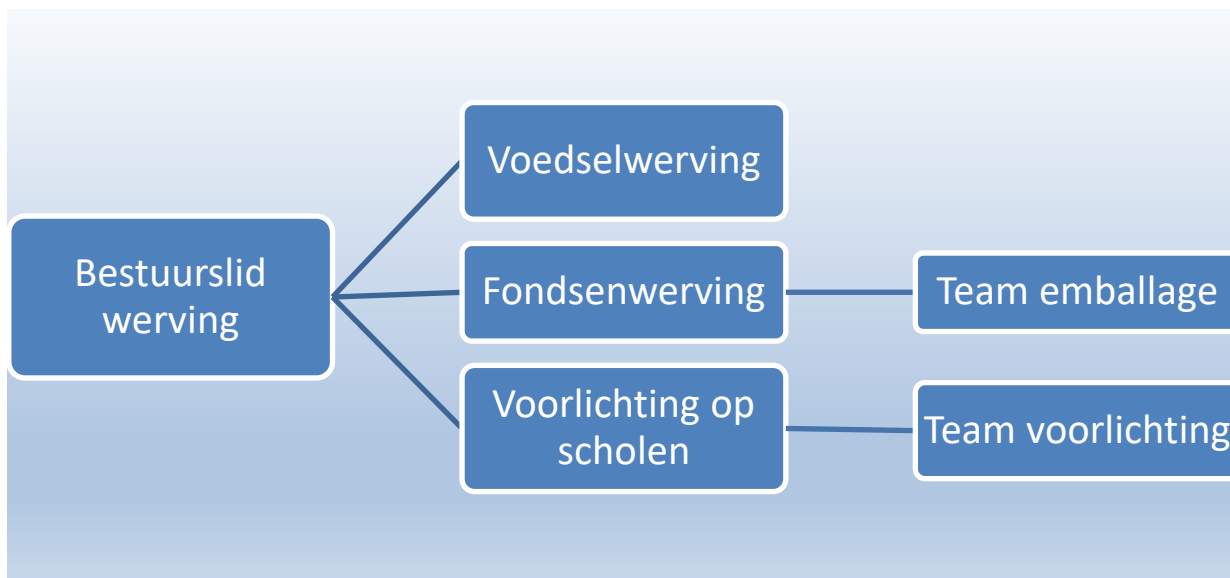 Voedselwerving
Bestuurslid
werving
Fondsenwerving
Team emballage
Voorlichting op
scholen
Team voorlichting